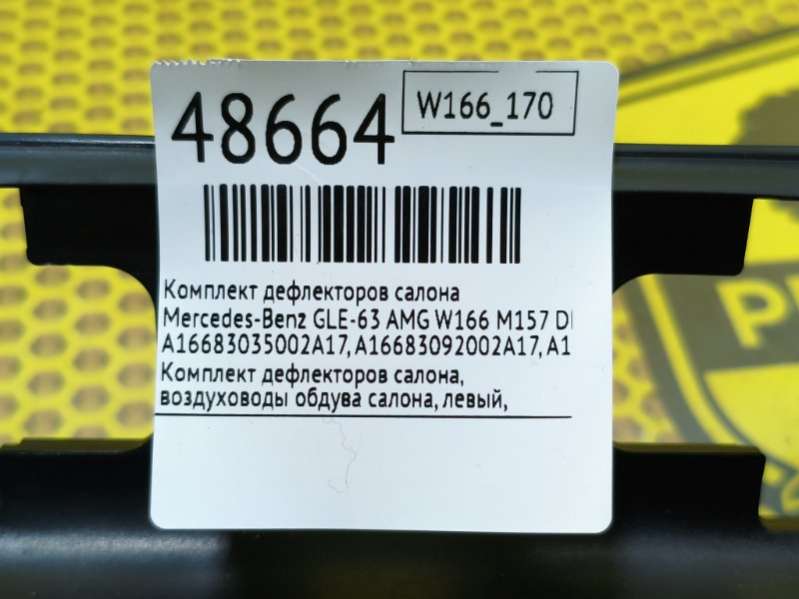 48664
W166_170
Комплект дефлекторов салона
Mercedes-Benz GLE-63 AMG W166 M157 DI
A16683035002A17, A16683092002A17, A1
Комплект дефлекторов салона,
воздуховоды обдува салона, левый,